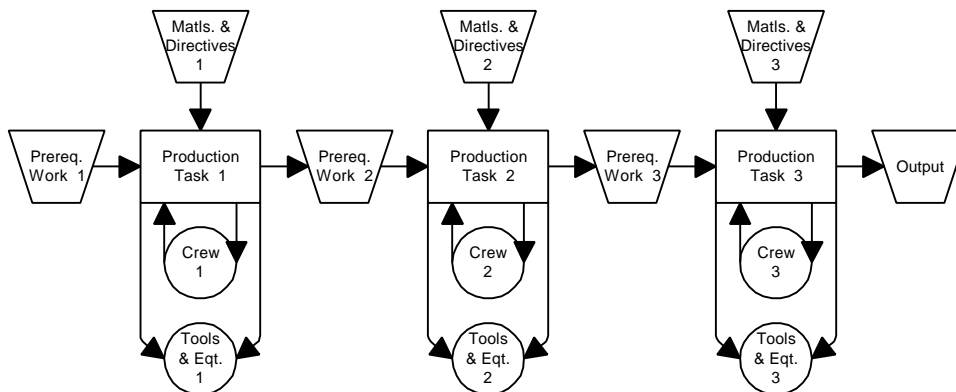 Matls. &
Directives
1
Matls. &
Directives
2
Matls. &
Directives
3
Prereq.
Work 1
Production
Task 1
Prereq.
Work 2
Production
Task 2
Prereq.
Work 3
Production
Task 3
Output
Crew
1
Crew
2
Crew
3
Tools
& Eqt.
1
Tools
& Eqt.
2
Tools
& Eqt.
3